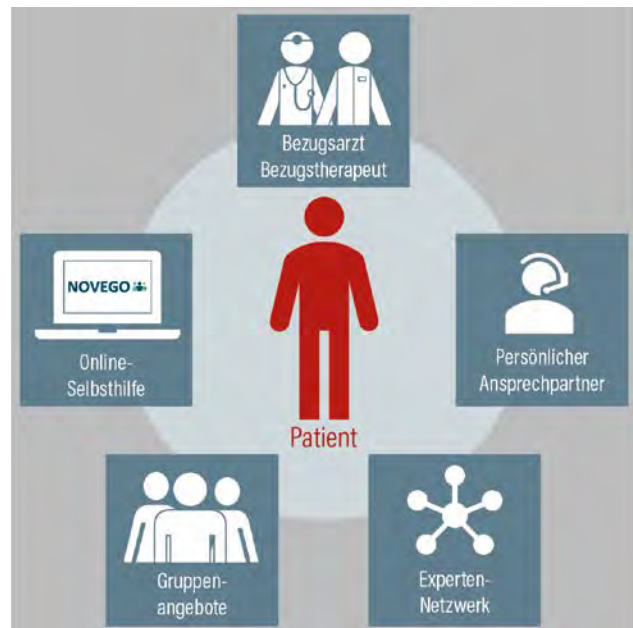 Bezugsarzt
Bezugstherapeut
NOVEGO
Online-
Selbsthilfe
Persönlicher
Ansprechpartner
Patient
Gruppen-
angebote
Experten-
Netzwerk